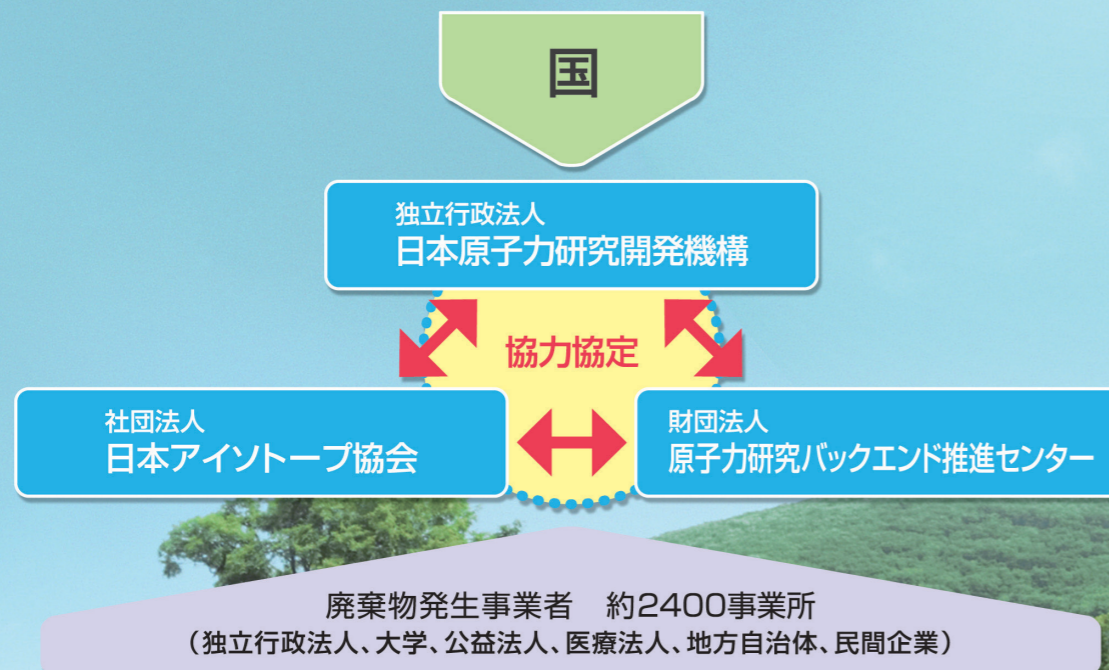 国
独立行政法人
日本原子力研究開発機構
協力協定
社団法人
日本アイソトープ協会
財団法人
原子力研究バックエンド推進センター
廃棄物発生事業者　約2400事業所
（独立行政法人、大学、公益法人、医療法人、地方自治体、民間企業）